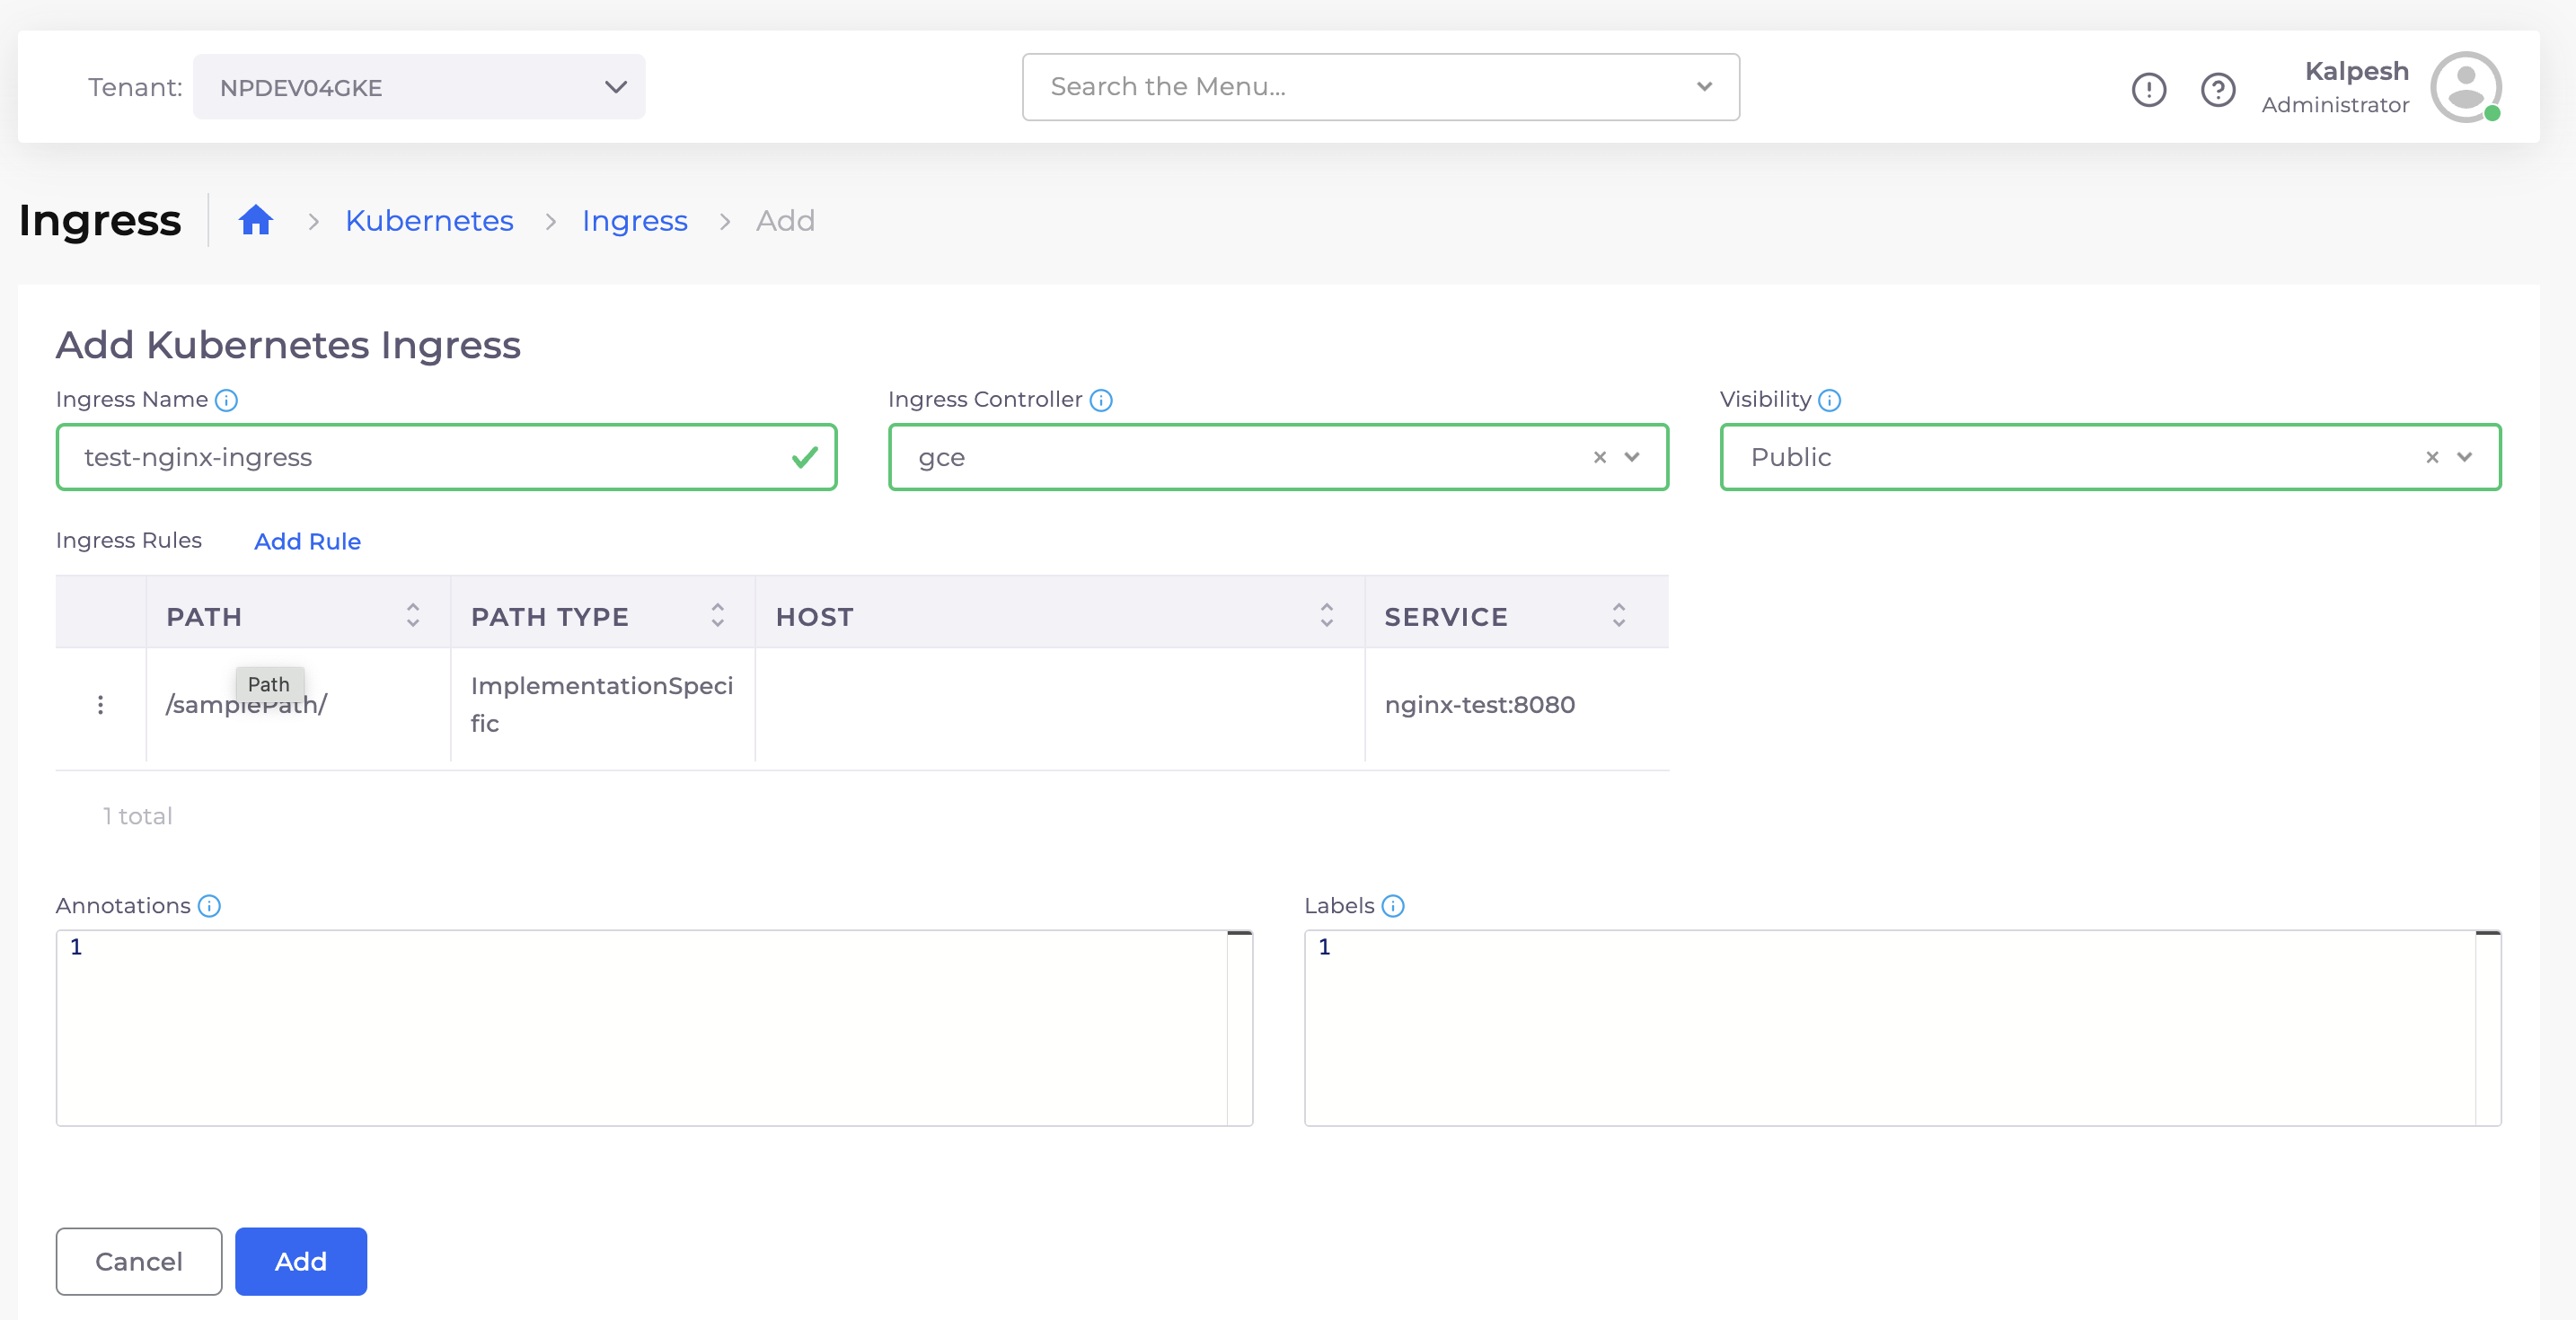 Tenant: NPDEV04GKE Search the Menu... Kalpesh
Administrator
Ingress Kubernetes Ingress Add
Add Kubernetes Ingress
Ingress Name Ingress Controller Visibility
test-nginx-ingress gce Public
Ingress Rules Add Rule
PATH PATH TYPE HOST SERVICE
Path
/samplePath/ ImplementationSpeci
fic nginx-test:8080
1 total
Annotations Labels
1 1
Cancel Add